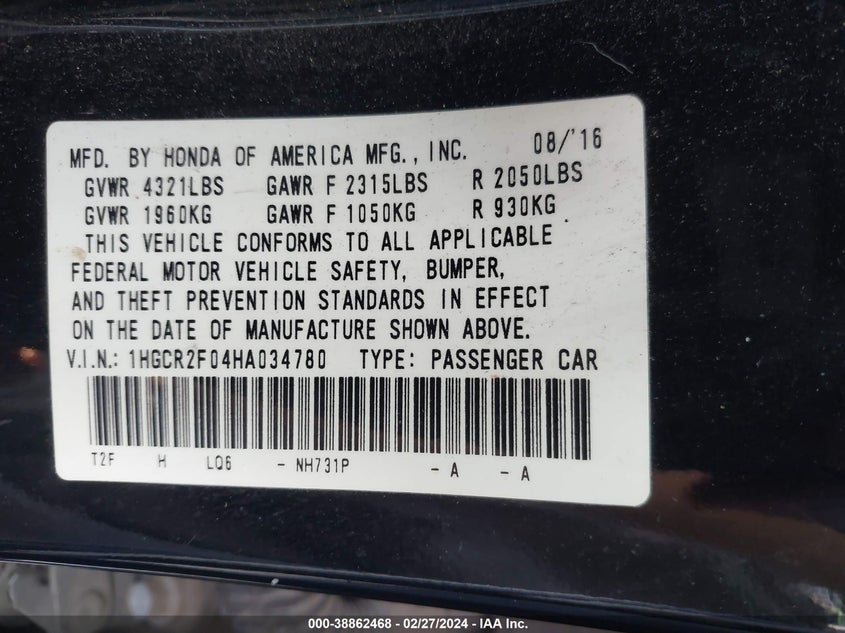 MFD. BY HONDA OF AMERICA MFG., INC. 08/'16
GVWR 4321LBS GAWR F 2315LBS R 2050LBS
GVWR 1960KG GAWR F 1050KG R 930KG
THIS VEHICLE CONFORMS TO ALL APPLICABLE
FEDERAL MOTOR VEHICLE SAFETY, BUMPER,
AND THEFT PREVENTION STANDARDS IN EFFECT
ON THE DATE OF MANUFACTURE SHOWN ABOVE.
V.I.N.: 1HGCR2F04HA034780 TYPE: PASSENGER CAR
T2F H LQ6 - NH731P - A - A
000-38862468 - 02/27/2024 - IAA Inc.